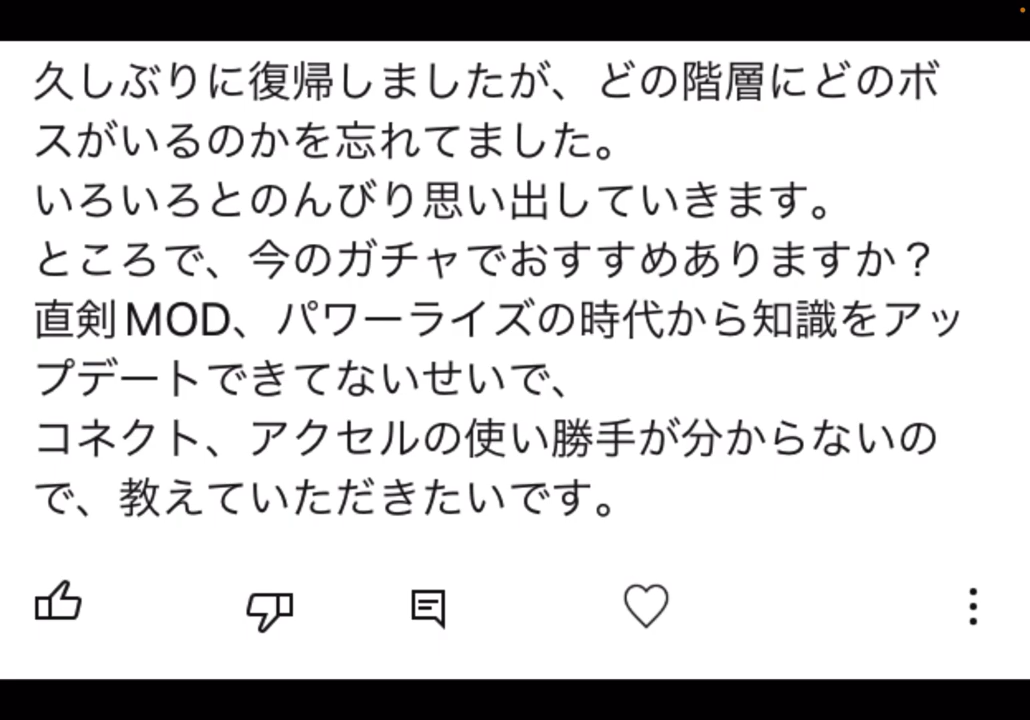 久しぶりに復帰しましたが、どの階層にどのボ
スがいるのかを忘れてました。
いろいろとのんびり思い出していきます。
ところで、今のガチャでおすすめありますか？
直剣MOD、パワーライズの時代から知識をアッ
プデートできてないせいで、
コネクト、アクセルの使い勝手が分からないの
で、教えていただきたいです。